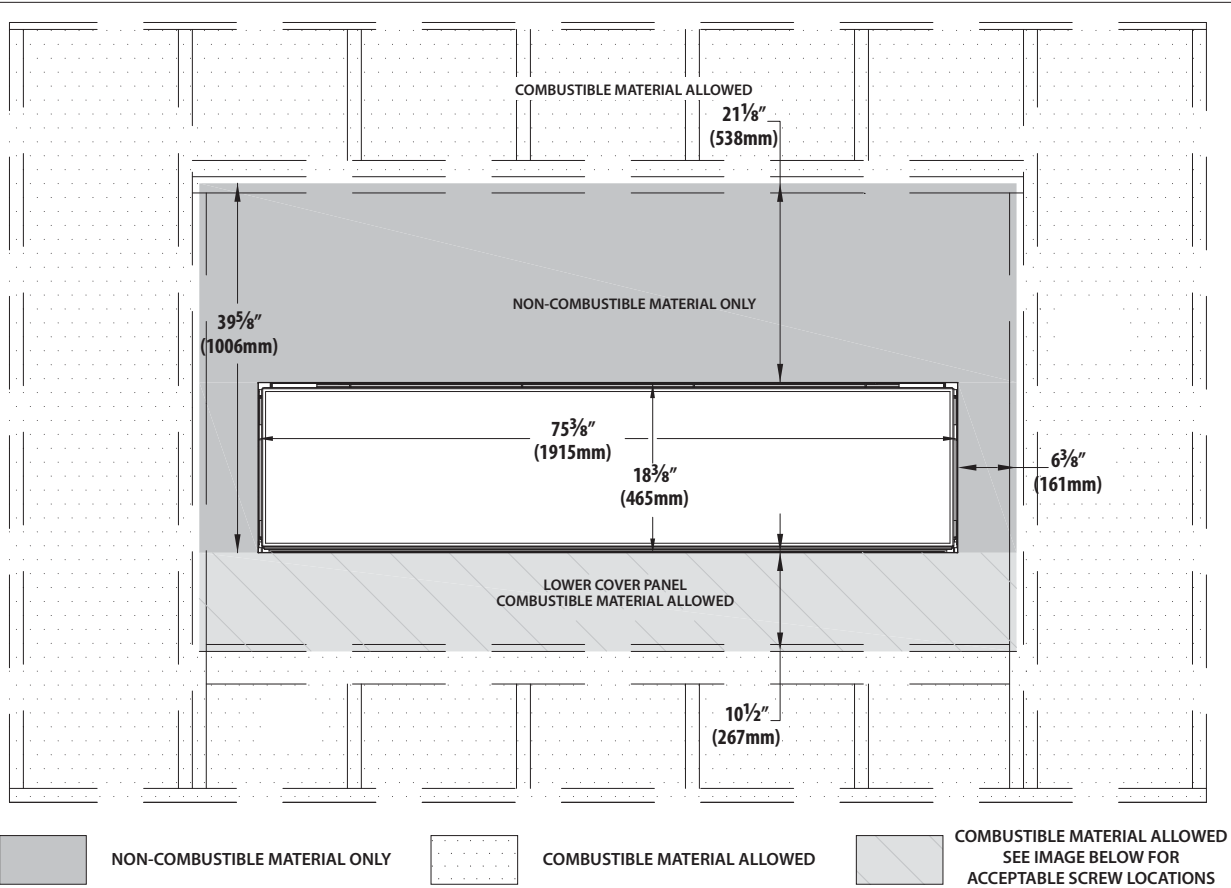 COMBUSTIBLE MATERIAL ALLOWED
21⅛"
(538mm)
NON-COMBUSTIBLE MATERIAL ONLY
39⅝"
(1006mm)
75⅜"
(1915mm)
18⅜"
(465mm)
6⅜"
(161mm)
LOWER COVER PANEL
COMBUSTIBLE MATERIAL ALLOWED
10½"
(267mm)
NON-COMBUSTIBLE MATERIAL ONLY
COMBUSTIBLE MATERIAL ALLOWED
COMBUSTIBLE MATERIAL ALLOWED
SEE IMAGE BELOW FOR
ACCEPTABLE SCREW LOCATIONS